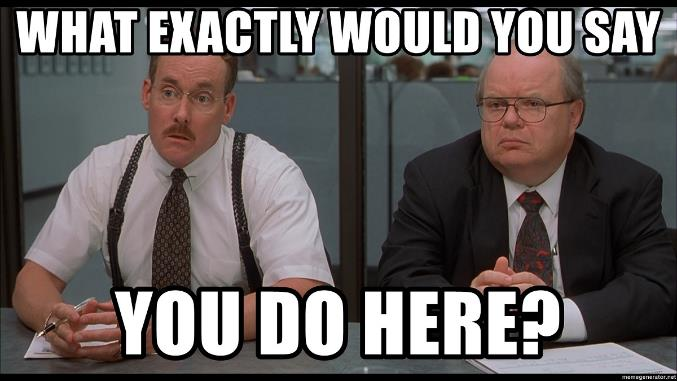 WHAT EXACTLY WOULD YOU SAY
YOU DO HERE?
memegenerator.net